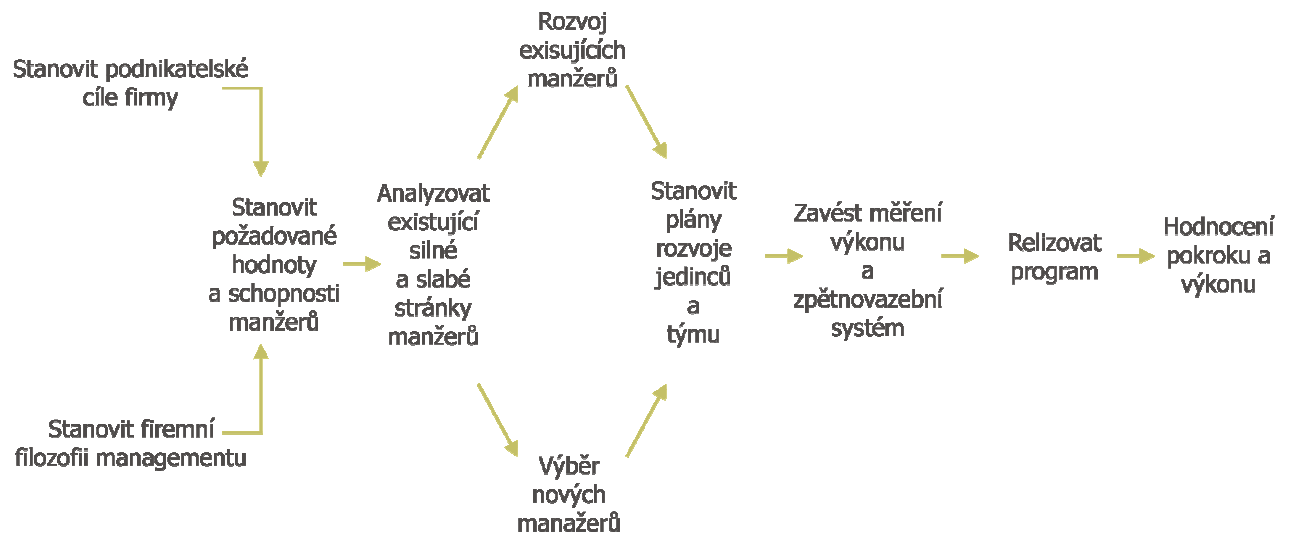 Stanovit podnikatelské
cíle firmy
Stanovit firemní
filozofii managementu
Stanovit
požadované
hodnoty
a schopnosti
manžerů
Analyzovat
existující
silné
a slabé
stránky
manžerů
Rozvoj
exisujících
manžerů
Výběr
nových
manažerů
Stanovit
plány
rozvoje
jedinců
a
týmu
Zavést měření
výkonu
a
zpětnovazební
systém
Relizovat
program
Hodnocení
pokroku a
výkonu